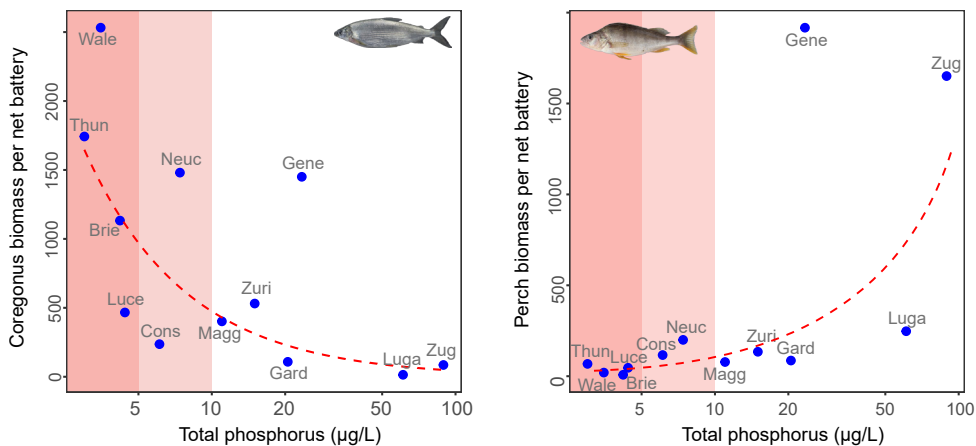 Coregonus biomass per net battery
2000
1500
1000
500
0
Wale
Thun
Neuc
Gene
Brie
Luce
Zuri
Cons
Magg
Gard
Luga
Zug
5
10
20
50
100
Total phosphorus (µg/L)
Perch biomass per net battery
1500
1000
500
0
Gene
Zug
Luga
Neuc
Zuri
Cons
Thun
Luce
Gard
Magg
Wale
Brie
5
10
20
50
100
Total phosphorus (µg/L)